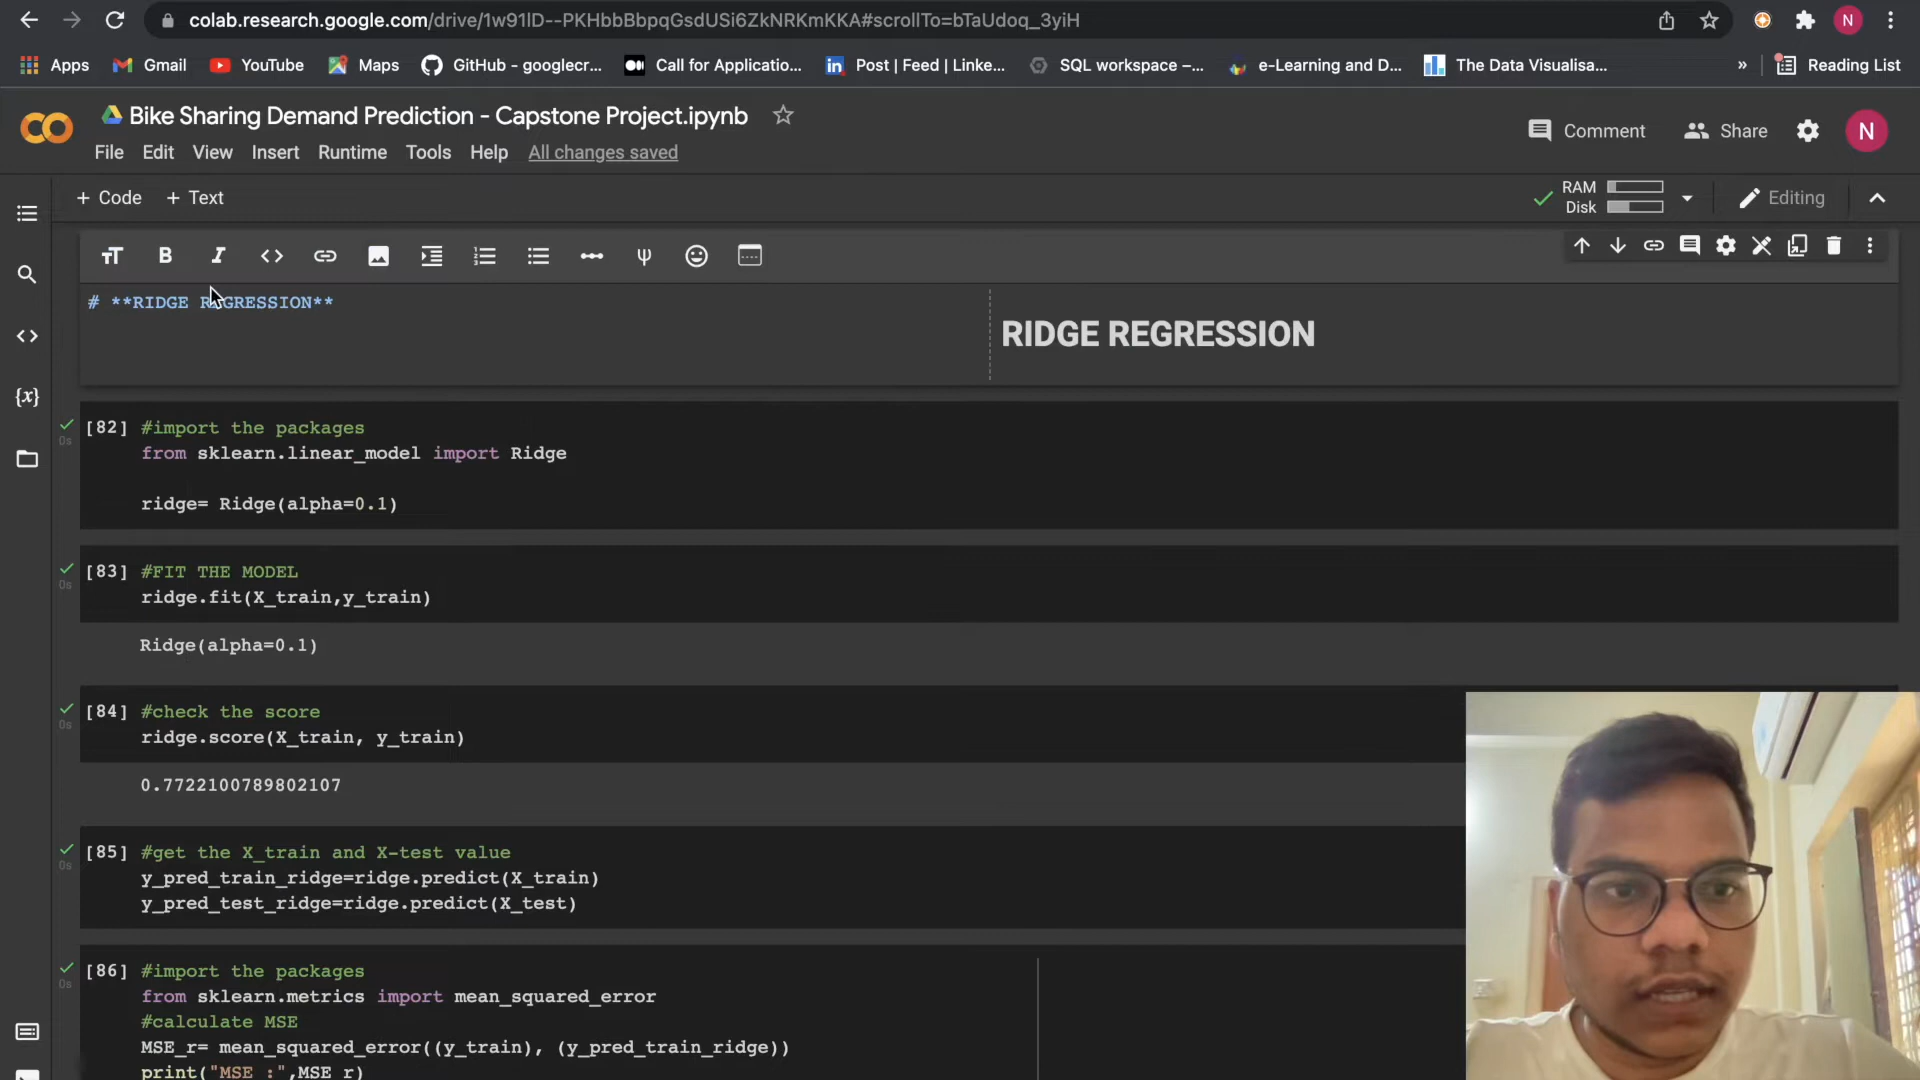 colab.research.google.com/drive/1w91lD--PKHbbBbpqGsdUSi6ZkNRKmKKA#scrollTo=bTaUdoq_3yiH
N
Apps Gmail YouTube Maps GitHub - googlecr... Call for Applicatio... Post | Feed | Linke... SQL workspace –... e-Learning and D... The Data Visualisa... » Reading List
Bike Sharing Demand Prediction - Capstone Project.ipynb
Comment Share N
File Edit View Insert Runtime Tools Help All changes saved
+ Code + Text
RAM
Disk
Editing
# **RIDGE REGRESSION**
RIDGE REGRESSION
[82] #import the packages
from sklearn.linear_model import Ridge
ridge= Ridge(alpha=0.1)
0s
[83] #FIT THE MODEL
ridge.fit(X_train,y_train)
0s
Ridge(alpha=0.1)
[84] #check the score
ridge.score(X_train, y_train)
0s
0.7722100789802107
[85] #get the X_train and X-test value
y_pred_train_ridge=ridge.predict(X_train)
y_pred_test_ridge=ridge.predict(X_test)
0s
[86] #import the packages
from sklearn.metrics import mean_squared_error
#calculate MSE
MSE_r= mean_squared_error((y_train), (y_pred_train_ridge))
print("MSE :",MSE_r)
0s